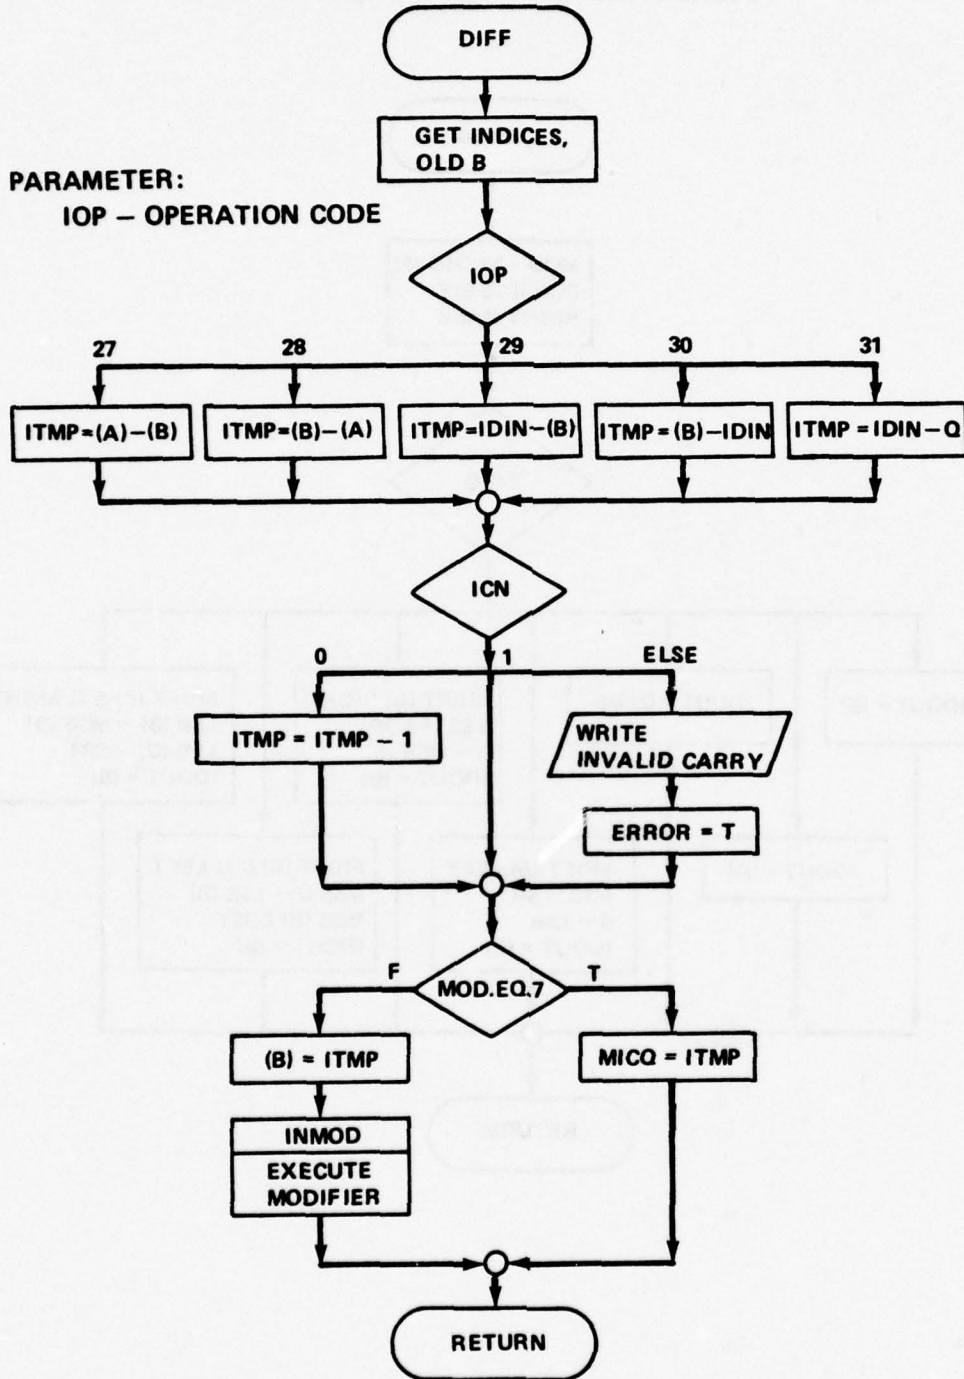 DIFF
GET INDICES,
OLD B
PARAMETER:
IOP – OPERATION CODE
IOP
27 28 29 30 31
ITMP=(A)–(B) ITMP=(B)–(A) ITMP=IDIN–(B) ITMP=(B)–IDIN ITMP=IDIN–Q
ICN
0 1 ELSE
ITMP = ITMP – 1
WRITE
INVALID CARRY
ERROR = T
F MOD.EQ.7 T
(B) = ITMP MICQ = ITMP
INMOD
EXECUTE
MODIFIER
RETURN